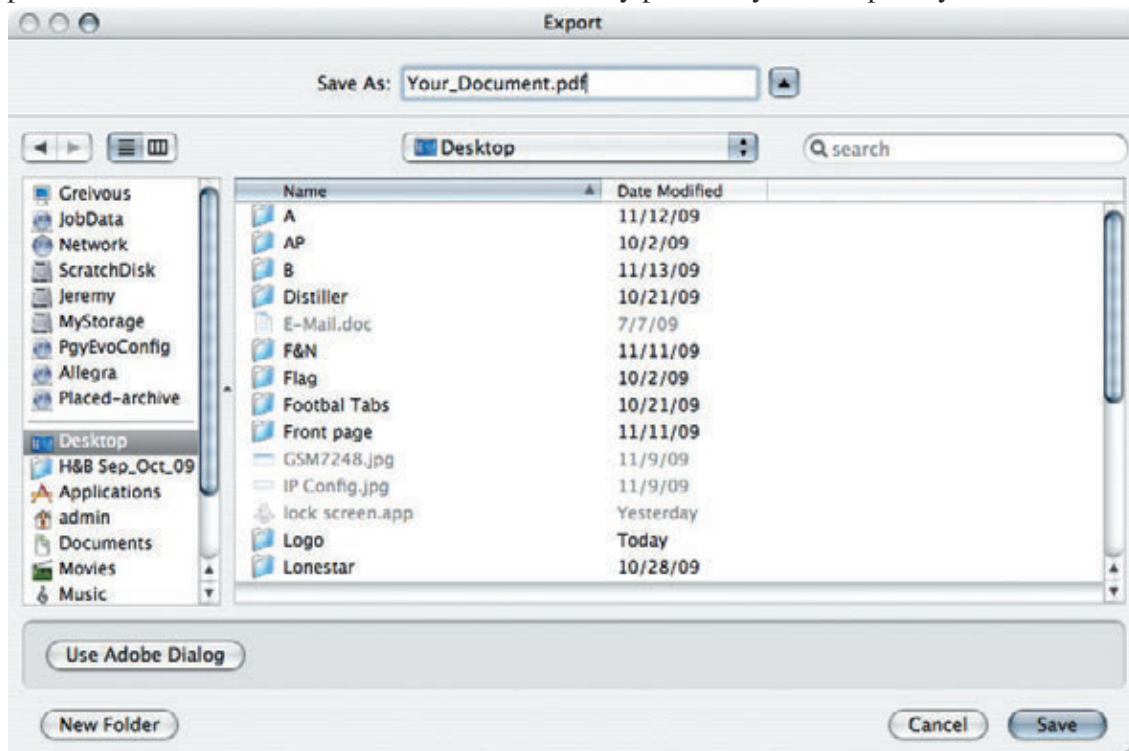 Export
Save As: Your_Document.pdf
Desktop
search
Greivous
JobData
Network
ScratchDisk
Jeremy
MyStorage
PgyEvoConfig
Allegra
Placed-archive
Desktop
H&B Sep_Oct_09
Applications
admin
Documents
Movies
Music
Name Date Modified
A 11/12/09
AP 10/2/09
B 11/13/09
Distiller 10/21/09
E-Mail.doc 7/7/09
F&N 11/11/09
Flag 10/2/09
Footbal Tabs 10/21/09
Front page 11/11/09
GSM7248.jpg 11/9/09
IP Config.jpg 11/9/09
lock screen.app Yesterday
Logo Today
Lonestar 10/28/09
Use Adobe Dialog
New Folder Cancel Save